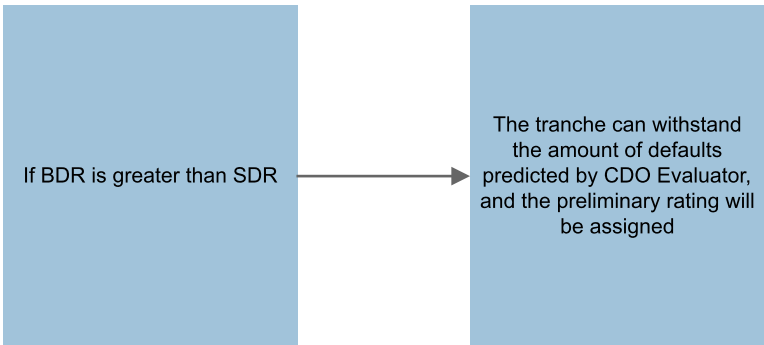 If BDR is greater than SDR
The tranche can withstand
the amount of defaults
predicted by CDO Evaluator,
and the preliminary rating will
be assigned